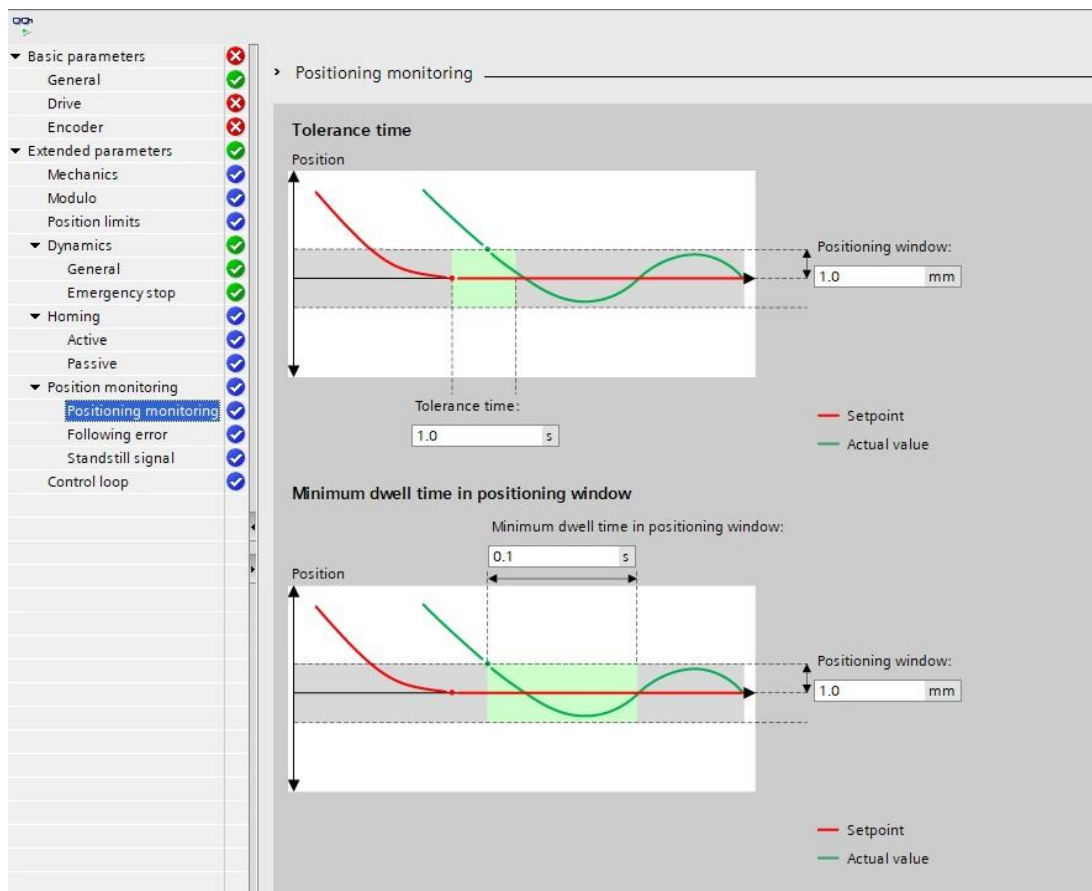 Basic parameters
General
Drive
Encoder
Extended parameters
Mechanics
Modulo
Position limits
Dynamics
General
Emergency stop
Homing
Active
Passive
Position monitoring
Positioning monitoring
Following error
Standstill signal
Control loop
Positioning monitoring
Tolerance time
Position
Positioning window:
1.0 mm
Tolerance time:
1.0 s
Setpoint
Actual value
Minimum dwell time in positioning window
Minimum dwell time in positioning window:
0.1 s
Position
Positioning window:
1.0 mm
Setpoint
Actual value